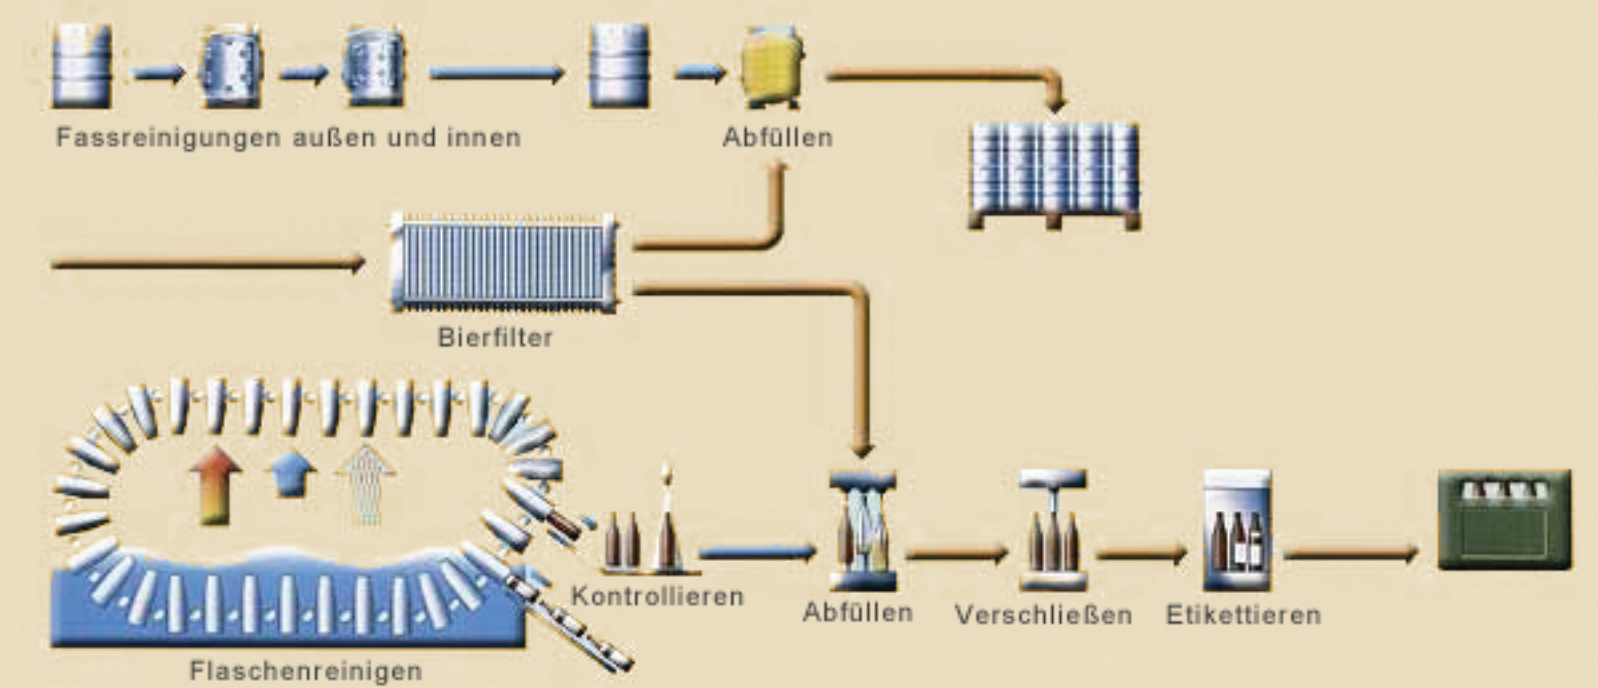 Fassreinigungen außen und innen
Abfüllen
Bierfilter
Kontrollieren
Abfüllen
Verschließen
Etikettieren
Flaschenreinigen